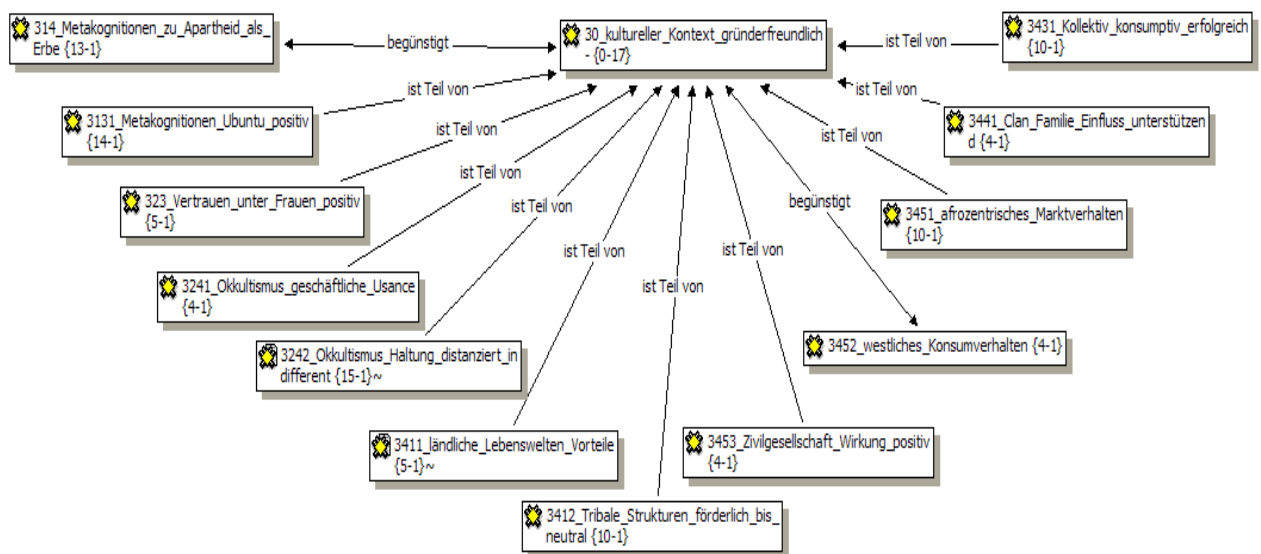 314_Metakognitionen_zu_Apartheid_als_
Erbe {13-1}
begünstigt
30_kultureller_Kontext_gründerfreundlich
- {0-17}
ist Teil von
3431_Kollektiv_konsumptiv_erfolgreich
{10-1}
ist Teil von
3131_Metakognitionen_Ubuntu_positiv
{14-1}
ist Teil von
3441_Clan_Familie_Einfluss_unterstützen
d {4-1}
ist Teil von
323_Vertrauen_unter_Frauen_positiv
{5-1}
ist Teil von
3451_afrozentrisches_Marktverhalten
{10-1}
ist Teil von
3241_Okkultismus_geschäftliche_Usance
{4-1}
ist Teil von
3242_Okkultismus_Haltung_distanziert_in
different {15-1}~
begünstigt
3452_westliches_Konsumverhalten {4-1}
ist Teil von
3411_ländliche_Lebenswelten_Vorteile
{5-1}~
ist Teil von
3453_Zivilgesellschaft_Wirkung_positiv
{4-1}
ist Teil von
3412_Tribale_Strukturen_förderlich_bis_
neutral {10-1}